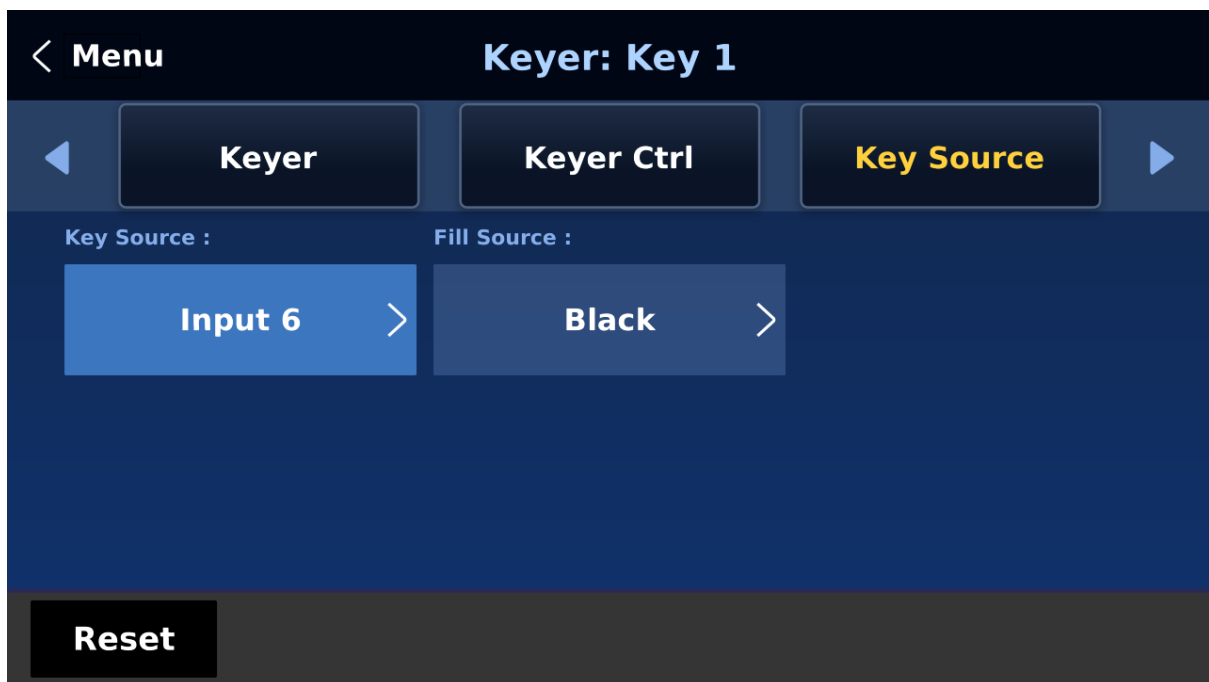 Menu
Keyer: Key 1
Keyer
Keyer Ctrl
Key Source
Key Source :
Fill Source :
Input 6
Black
Reset